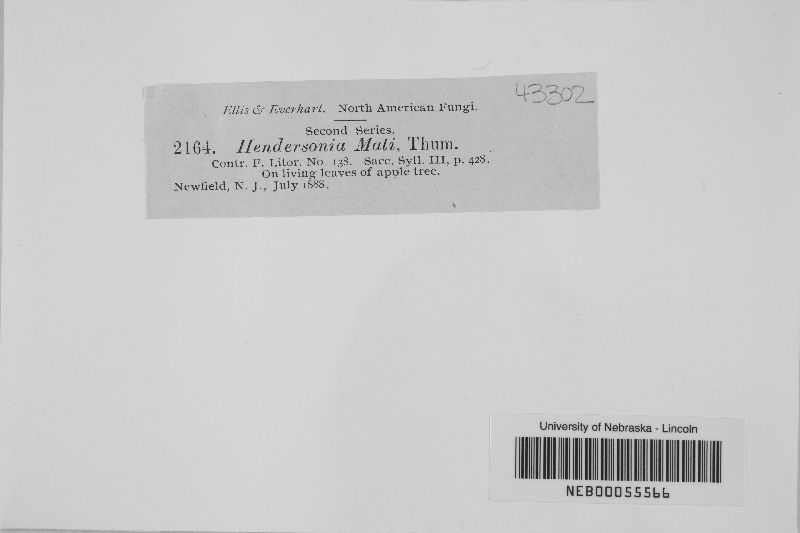 43302
Ellis & Everhart. North American Fungi.
Second Series.
2164. Hendersonia Mali, Thum.
Contr. F. Litor. No. 138. Sacc. Syll. III, p. 428.
On living leaves of apple tree.
Newfield, N. J., July 1888.
University of Nebraska - Lincoln
NEB00055566